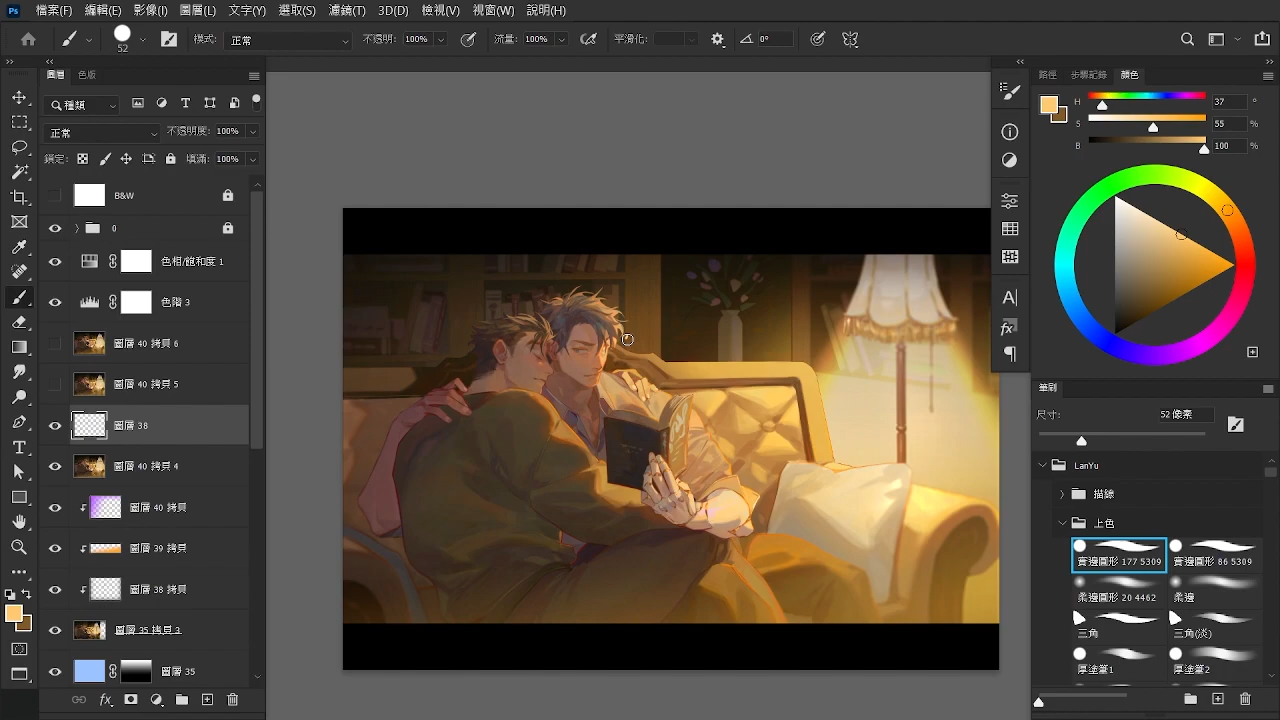 Ps 檔案(F) 編輯(E) 影像(I) 圖層(L) 文字(Y) 選取(S) 濾鏡(T) 3D(D) 檢視(V) 視窗(W) 說明(H)
52 模式: 正常 不透明: 100% 流量: 100% 平滑化: 0°
圖層 色版
種類
正常 不透明度: 100%
鎖定: 填滿: 100%
B&W
0
色相/飽和度 1
色階 3
圖層 40 拷貝 6
圖層 40 拷貝 5
圖層 38
圖層 40 拷貝 4
圖層 40 拷貝
圖層 39 拷貝
圖層 38 拷貝
圖層 35 拷貝 3
圖層 35
fx
路徑 步驟記錄 顏色
H 37 °
S 55 %
B 100 %
筆刷
尺寸: 52 像素
LanYu
描線
上色
實邊圓形 177 5309
實邊圓形 86 5309
柔邊圓形 20 4462
柔邊
三角
三角(淡)
厚塗筆1
厚塗筆2